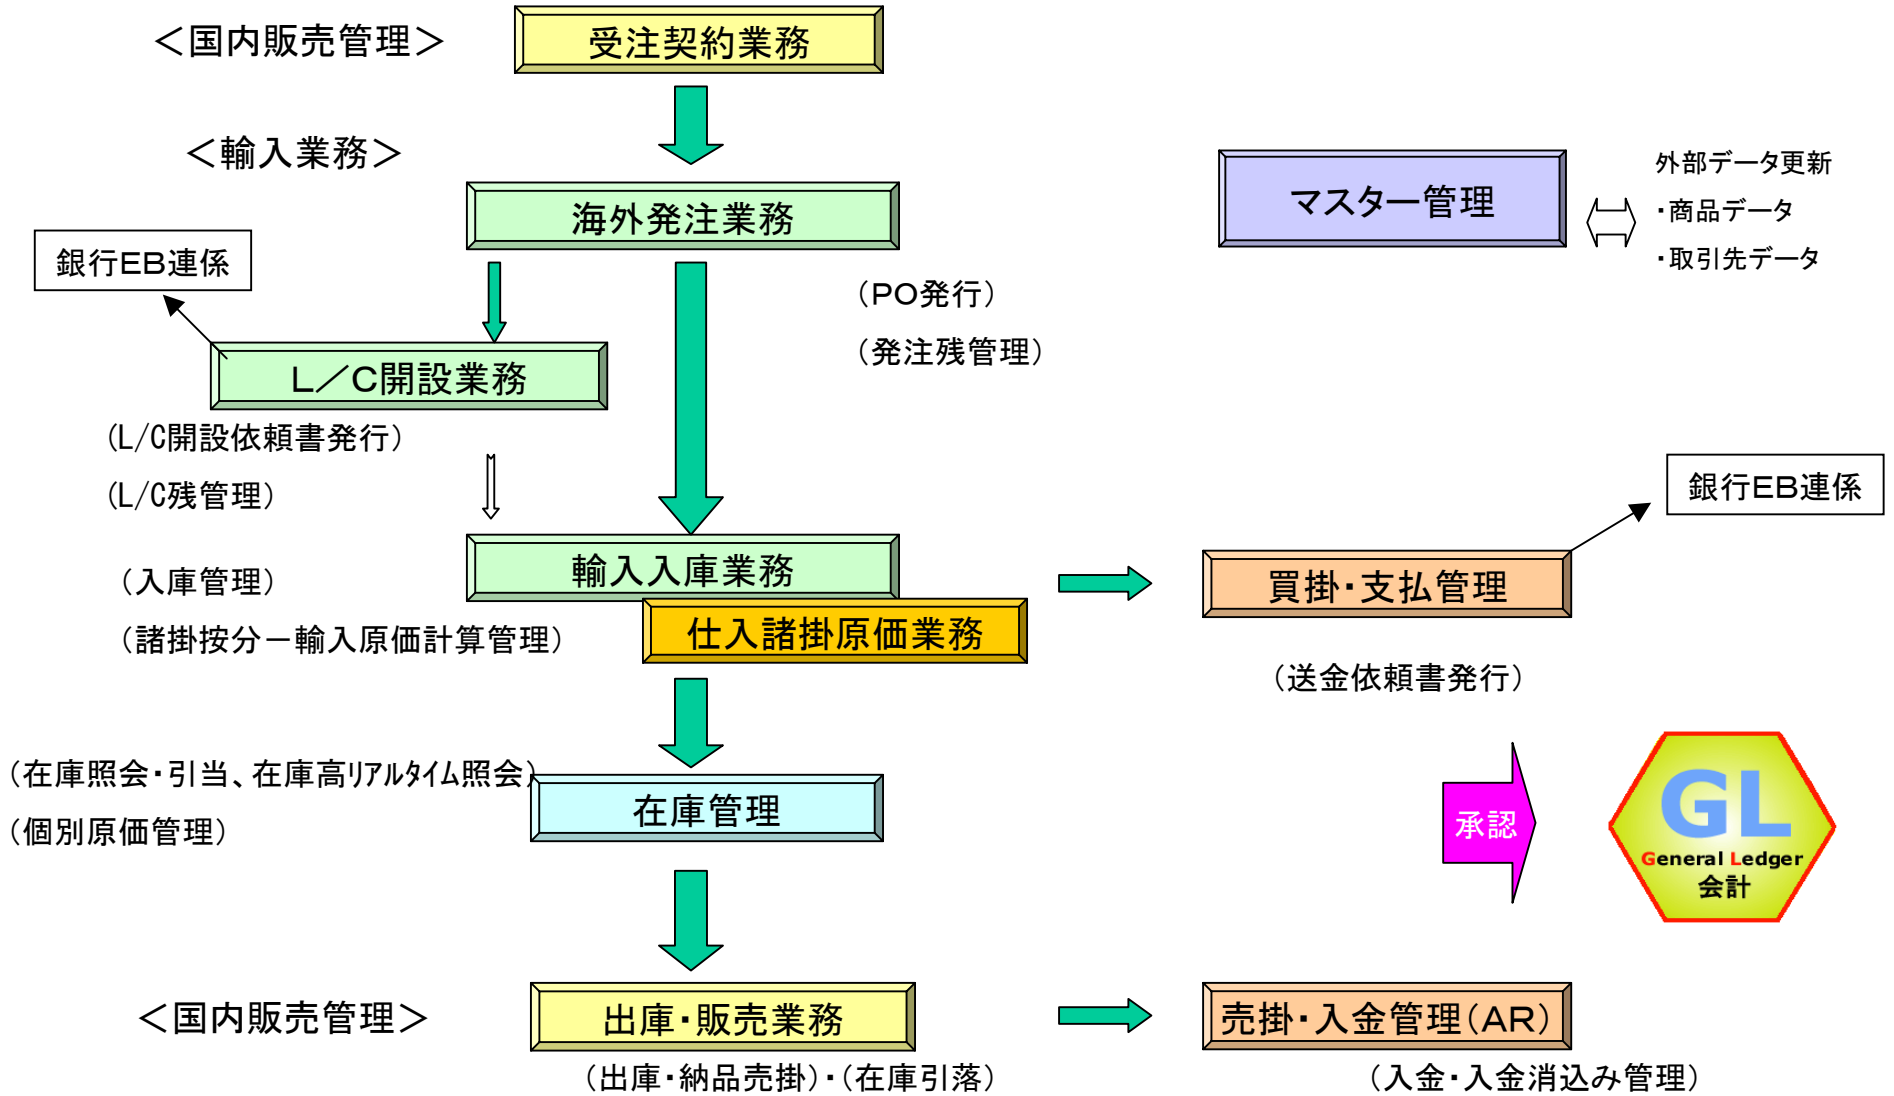 ＜国内販売管理＞
受注契約業務
＜輸入業務＞
海外発注業務
マスター管理
外部データ更新
・商品データ
・取引先データ
銀行EB連係
（PO発行）
（発注残管理）
L／C開設業務
（L/C開設依頼書発行）
（L/C残管理）
銀行EB連係
輸入入庫業務
買掛・支払管理
（入庫管理）
（諸掛按分－輸入原価計算管理）
仕入諸掛原価業務
（送金依頼書発行）
（在庫照会・引当、在庫高リアルタイム照会）
（個別原価管理）
在庫管理
承認
GL
General Ledger
会計
＜国内販売管理＞
出庫・販売業務
売掛・入金管理（AR）
（出庫・納品売掛）・（在庫引落）
（入金・入金消込み管理）